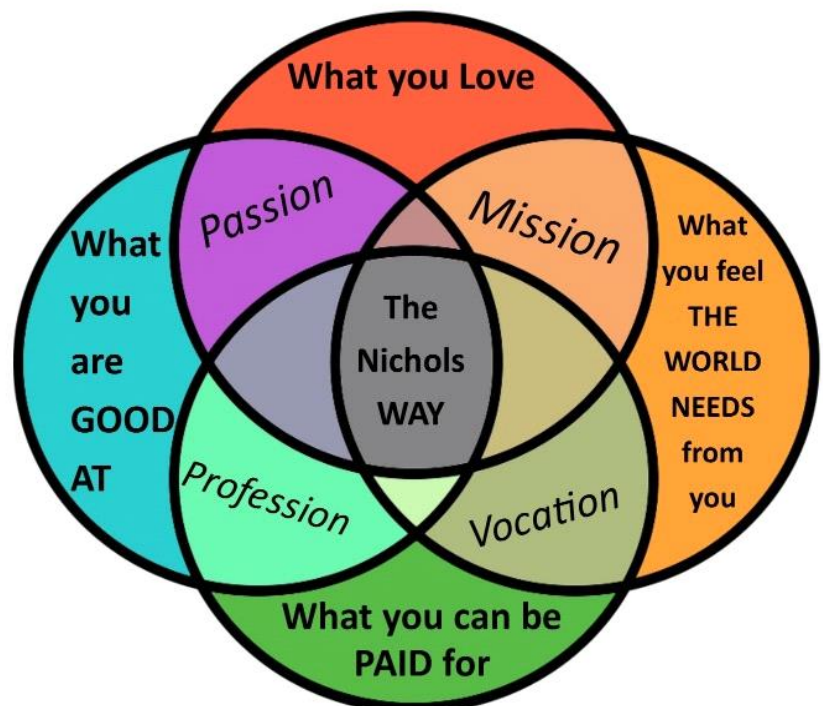 What you Love
Passion
Mission
What
you
are
GOOD
AT
The
Nichols
WAY
What
you feel
THE
WORLD
NEEDS
from
you
Profession
Vocation
What you can be
PAID for